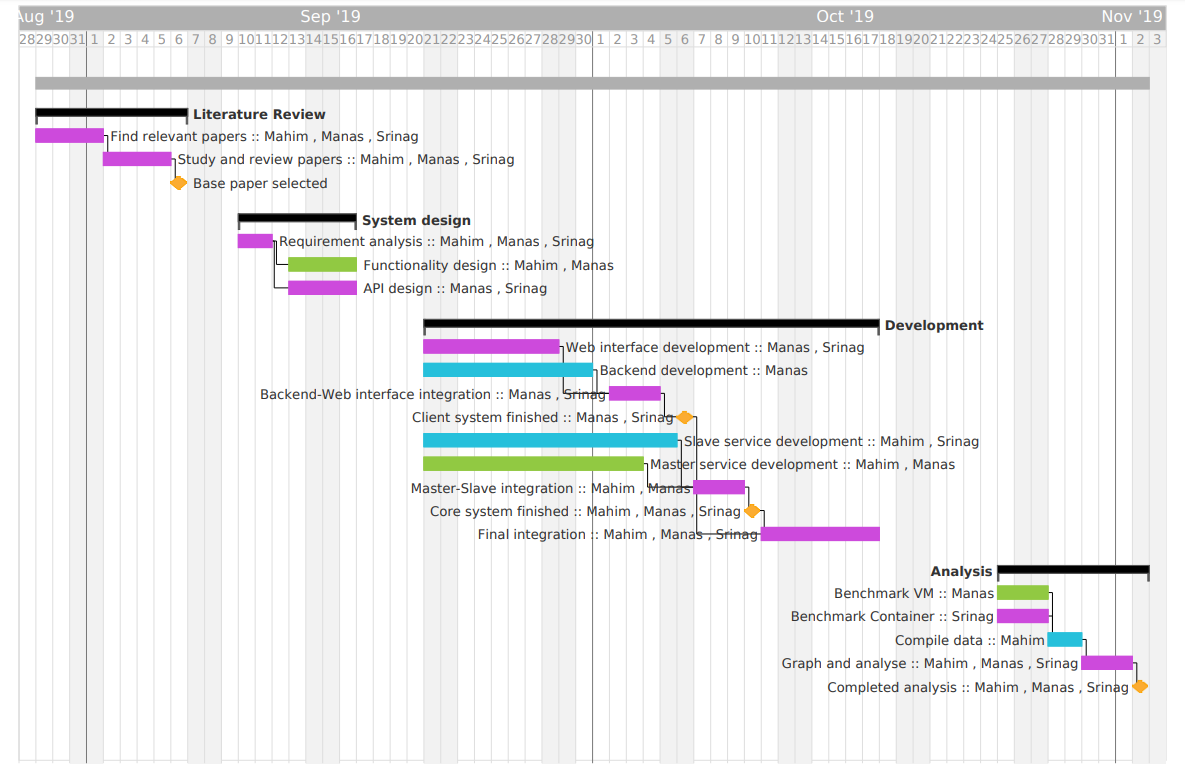 Aug '19 Sep '19 Oct '19 Nov '19
28 29 30 31 1 2 3 4 5 6 7 8 9 10 11 12 13 14 15 16 17 18 19 20 21 22 23 24 25 26 27 28 29 30 1 2 3 4 5 6 7 8 9 10 11 12 13 14 15 16 17 18 19 20 21 22 23 24 25 26 27 28 29 30 31 1 2 3
Literature Review
Find relevant papers :: Mahim , Manas , Srinag
Study and review papers :: Mahim , Manas , Srinag
Base paper selected
System design
Requirement analysis :: Mahim , Manas , Srinag
Functionality design :: Mahim , Manas
API design :: Manas , Srinag
Development
Web interface development :: Manas , Srinag
Backend development :: Manas
Backend-Web interface integration :: Manas , Srinag
Client system finished :: Manas , Srinag
Slave service development :: Mahim , Srinag
Master service development :: Mahim , Manas
Master-Slave integration :: Mahim , Manas
Core system finished :: Mahim , Manas , Srinag
Final integration :: Mahim , Manas , Srinag
Analysis
Benchmark VM :: Manas
Benchmark Container :: Srinag
Compile data :: Mahim
Graph and analyse :: Mahim , Manas , Srinag
Completed analysis :: Mahim , Manas , Srinag